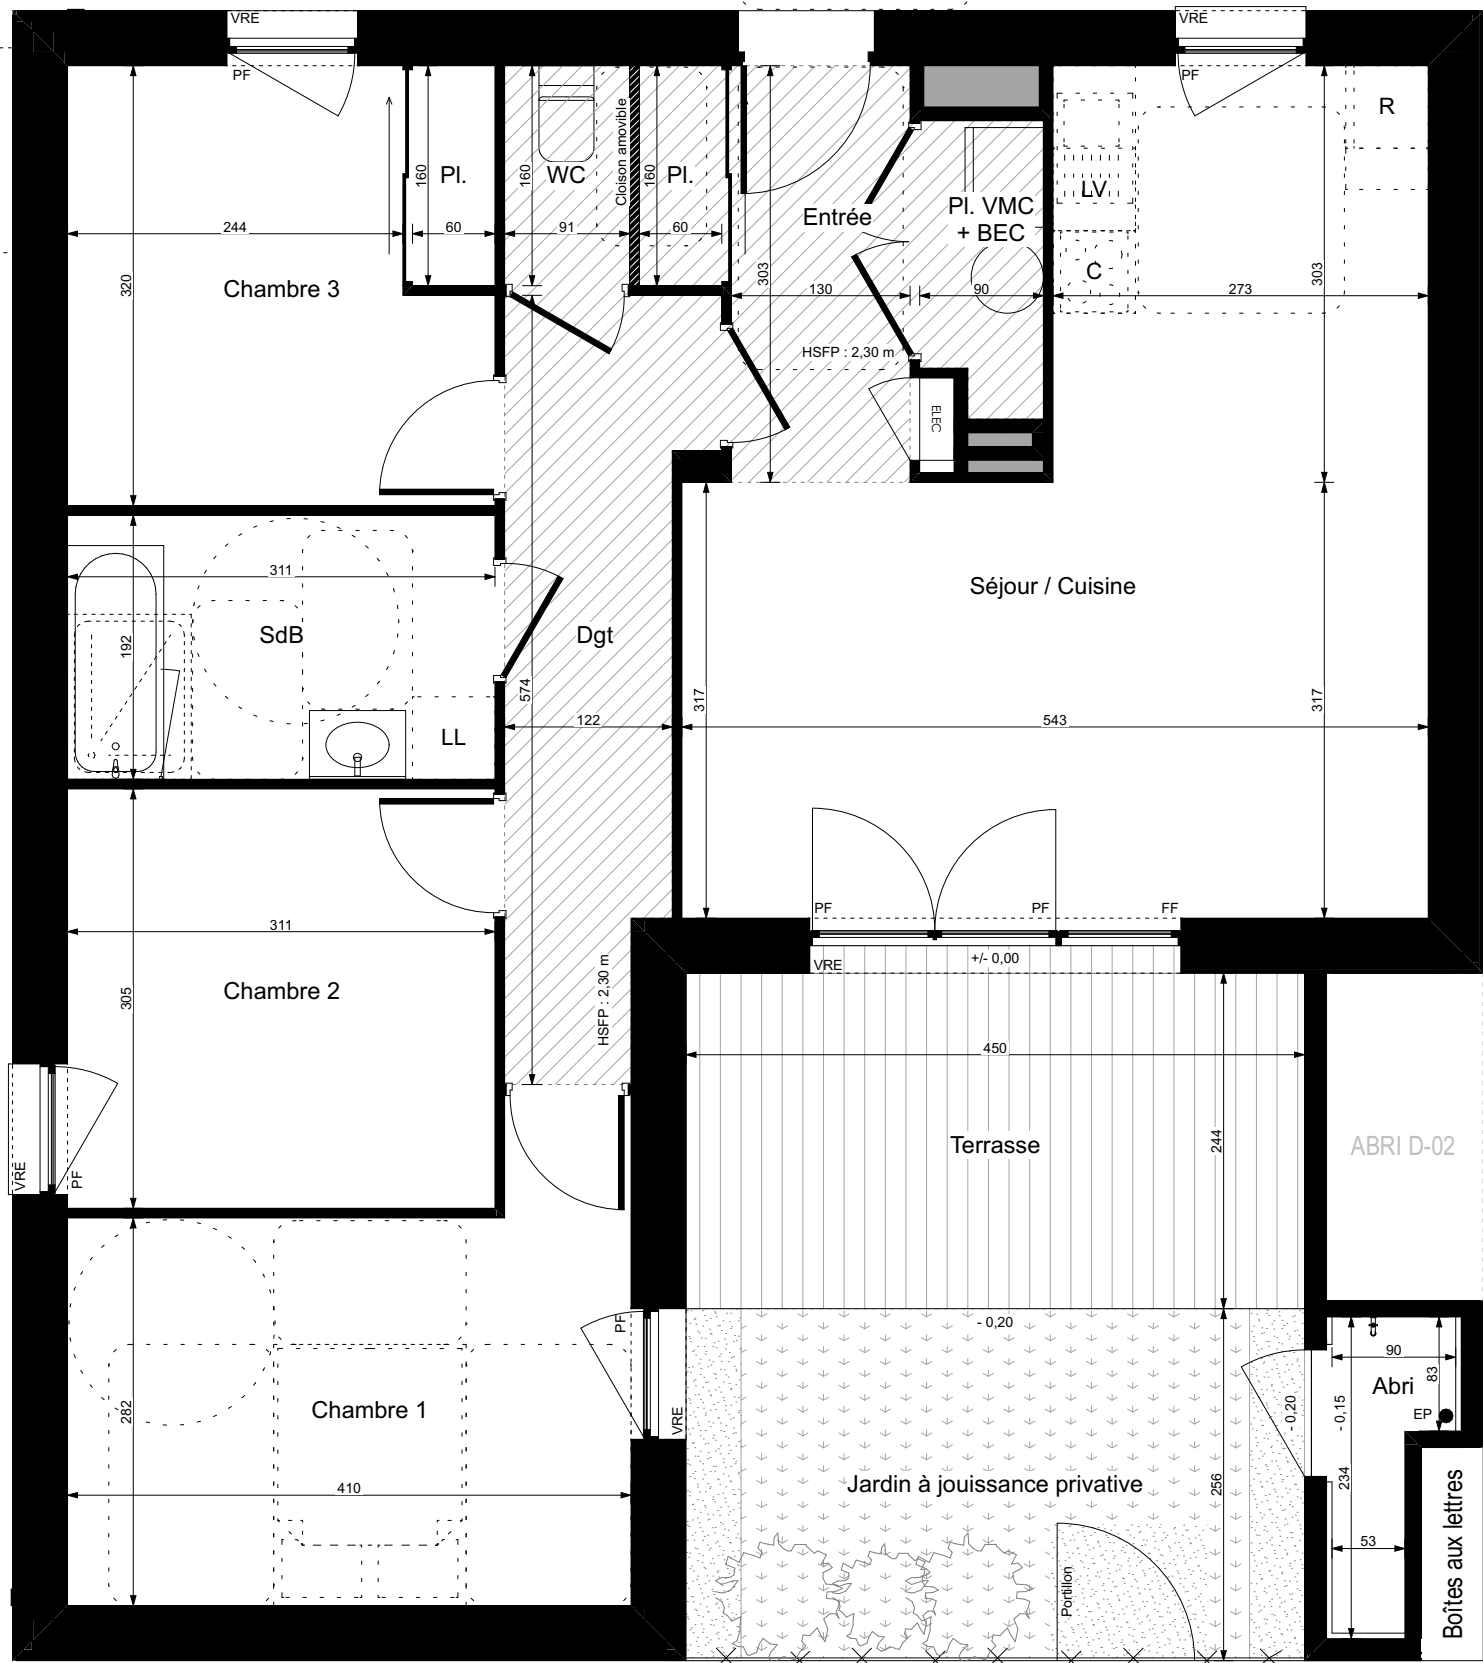 VRE
VRE
PF
PF
R
Cloison amovible
160
Pl.
160
WC
160
Pl.
LV
Entrée
Pl. VMC
+ BEC
244
60
91
60
303
C
303
320
Chambre 3
130
90
273
HSFP : 2,30 m
ELEC
311
Séjour / Cuisine
192
SdB
Dgt
574
317
317
122
543
LL
PF
PF
FF
311
VRE
+/- 0,00
305
Chambre 2
HSFP : 2,30 m
450
VRE
PF
Terrasse
244
ABRI D-02
PF
- 0,20
90
83
Abri
282
Chambre 1
VRE
- 0,20
- 0,15
EP
410
Jardin à jouissance privative
256
234
53
Portillon
Boîtes aux lettres